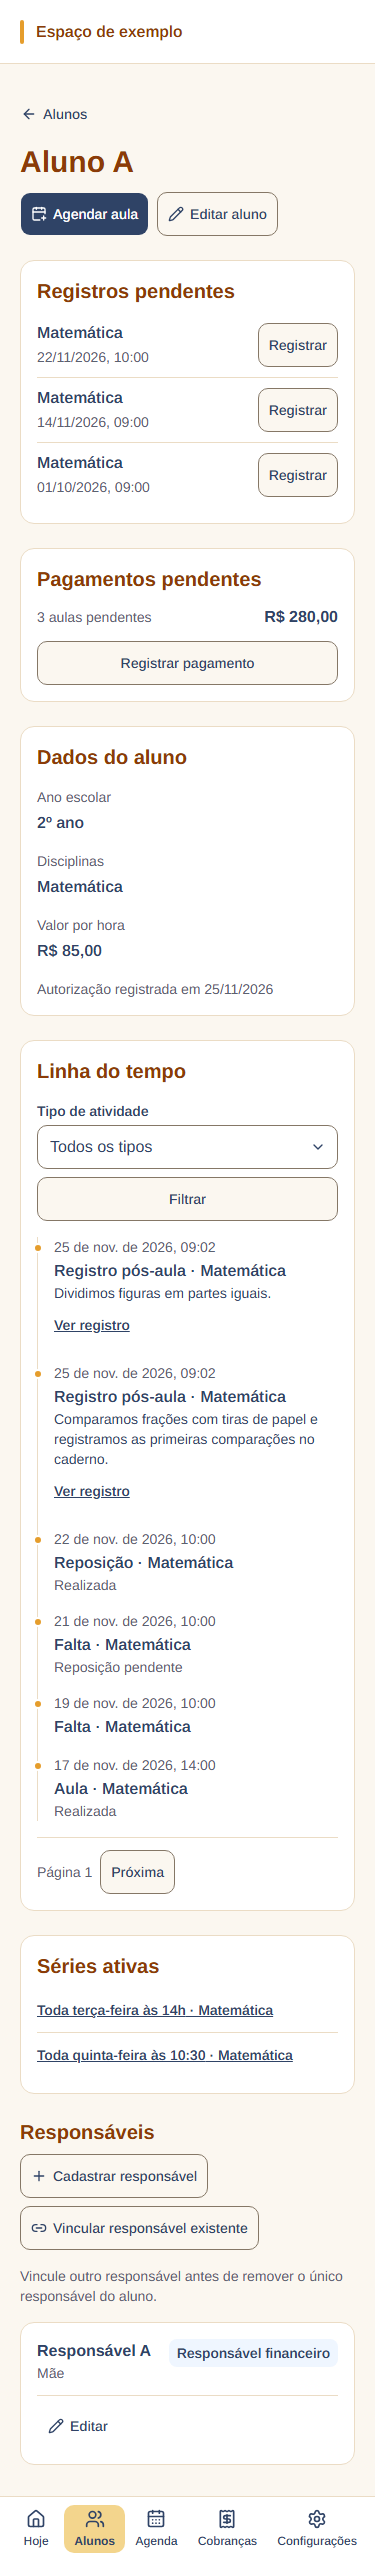 Espaço de exemplo
Alunos
Aluno A
Agendar aula
Editar aluno
Registros pendentes
Matemática
22/11/2026, 10:00
Registrar
Matemática
14/11/2026, 09:00
Registrar
Matemática
01/10/2026, 09:00
Registrar
Pagamentos pendentes
3 aulas pendentes
R$ 280,00
Registrar pagamento
Dados do aluno
Ano escolar
2º ano
Disciplinas
Matemática
Valor por hora
R$ 85,00
Autorização registrada em 25/11/2026
Linha do tempo
Tipo de atividade
Todos os tipos
Filtrar
25 de nov. de 2026, 09:02
Registro pós-aula · Matemática
Dividimos figuras em partes iguais.
Ver registro
25 de nov. de 2026, 09:02
Registro pós-aula · Matemática
Comparamos frações com tiras de papel e
registramos as primeiras comparações no
caderno.
Ver registro
22 de nov. de 2026, 10:00
Reposição · Matemática
Realizada
21 de nov. de 2026, 10:00
Falta · Matemática
Reposição pendente
19 de nov. de 2026, 10:00
Falta · Matemática
17 de nov. de 2026, 14:00
Aula · Matemática
Realizada
Página 1
Próxima
Séries ativas
Toda terça-feira às 14h · Matemática
Toda quinta-feira às 10:30 · Matemática
Responsáveis
Cadastrar responsável
Vincular responsável existente
Vincule outro responsável antes de remover o único
responsável do aluno.
Responsável A
Responsável financeiro
Mãe
Editar
Hoje
Alunos
Agenda
Cobranças
Configurações